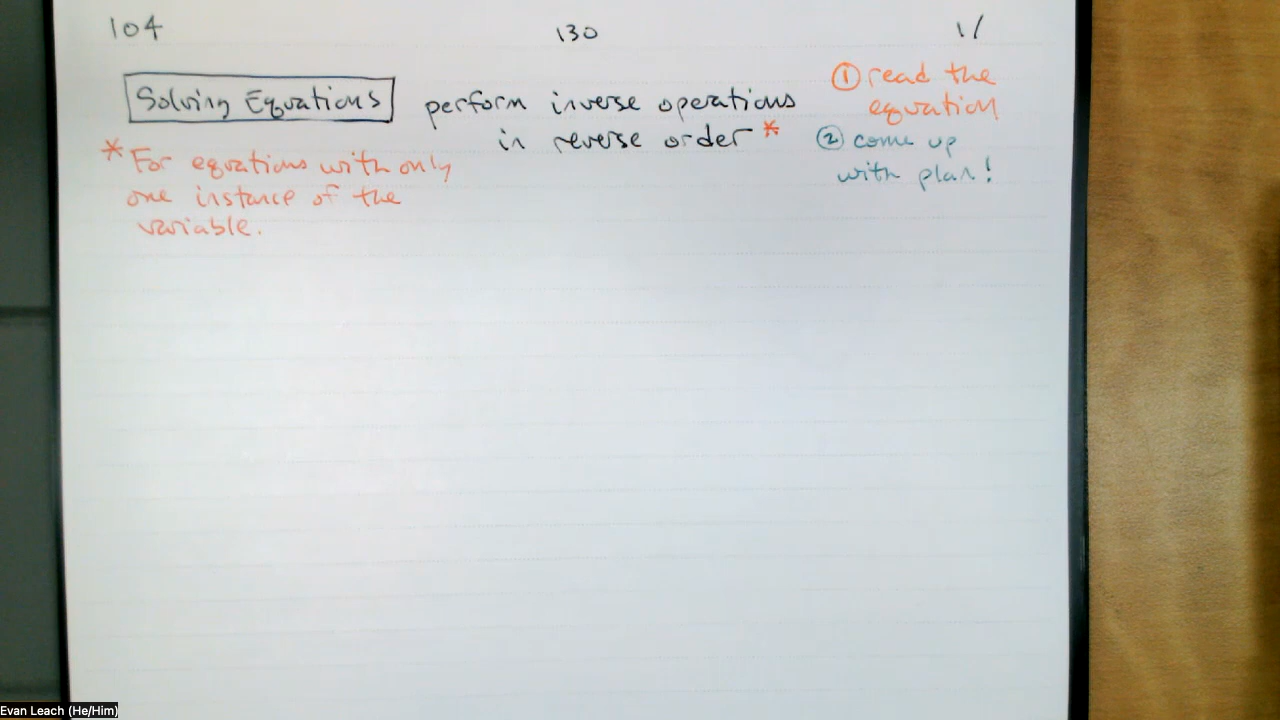 104 130 1/
Solving Equations perform inverse operations
in reverse order *
① read the
equation
② come up
with plan!
* For equations with only
one instance of the
variable.
Evan Leach (He/Him)